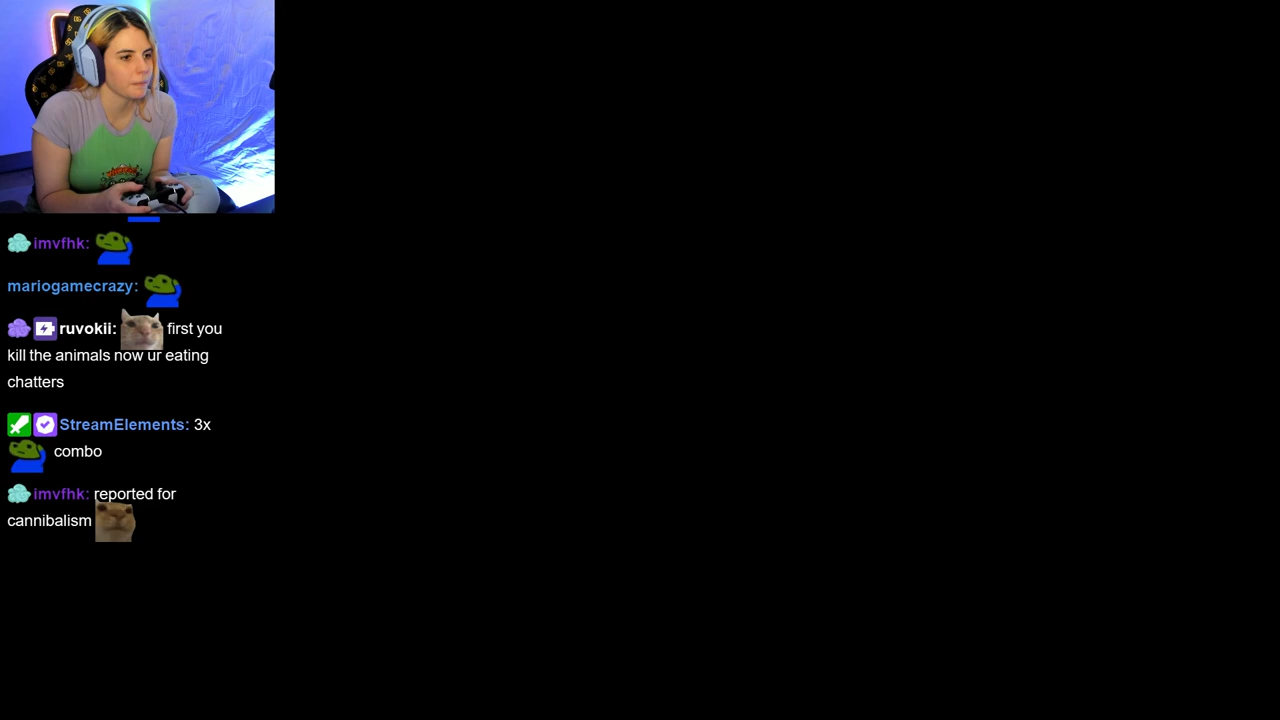 imvfhk:
mariogamecrazy:
ruvokii: first you
kill the animals now ur eating
chatters
StreamElements: 3x
combo
imvfhk: reported for
cannibalism